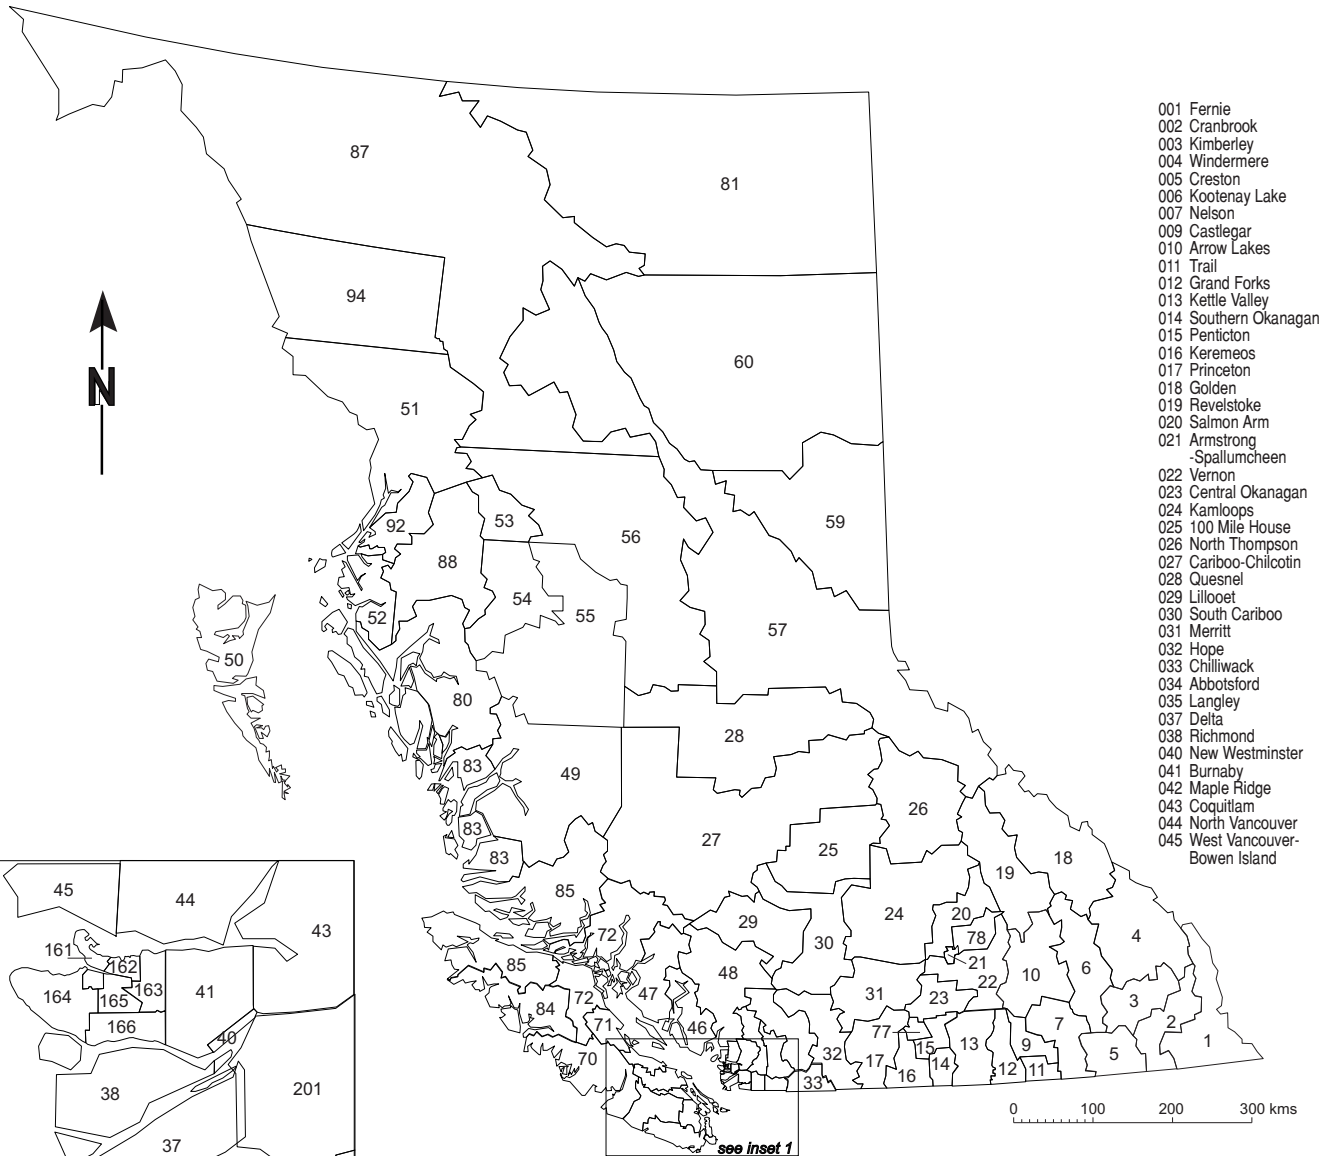 87
81
94
60
51
59
92
53
56
88
54
55
52
57
50
80
28
83
49
26
83
27
25
83
18
19
85
24
20
4
29
72
30
78
85
48
21
10
6
47
22
84
72
31
23
3
71
46
77
7
2
70
32
15
13
9
1
17
14
12
11
5
16
33
see inset 1
N
45
44
43
161
162
163
164
165
41
166
40
38
201
37
0 100 200 300 kms
001 Fernie
002 Cranbrook
003 Kimberley
004 Windermere
005 Creston
006 Kootenay Lake
007 Nelson
009 Castlegar
010 Arrow Lakes
011 Trail
012 Grand Forks
013 Kettle Valley
014 Southern Okanagan
015 Penticton
016 Keremeos
017 Princeton
018 Golden
019 Revelstoke
020 Salmon Arm
021 Armstrong
-Spallumcheen
022 Vernon
023 Central Okanagan
024 Kamloops
025 100 Mile House
026 North Thompson
027 Cariboo-Chilcotin
028 Quesnel
029 Lillooet
030 South Cariboo
031 Merritt
032 Hope
033 Chilliwack
034 Abbotsford
035 Langley
037 Delta
038 Richmond
040 New Westminster
041 Burnaby
042 Maple Ridge
043 Coquitlam
044 North Vancouver
045 West Vancouver-
Bowen Island